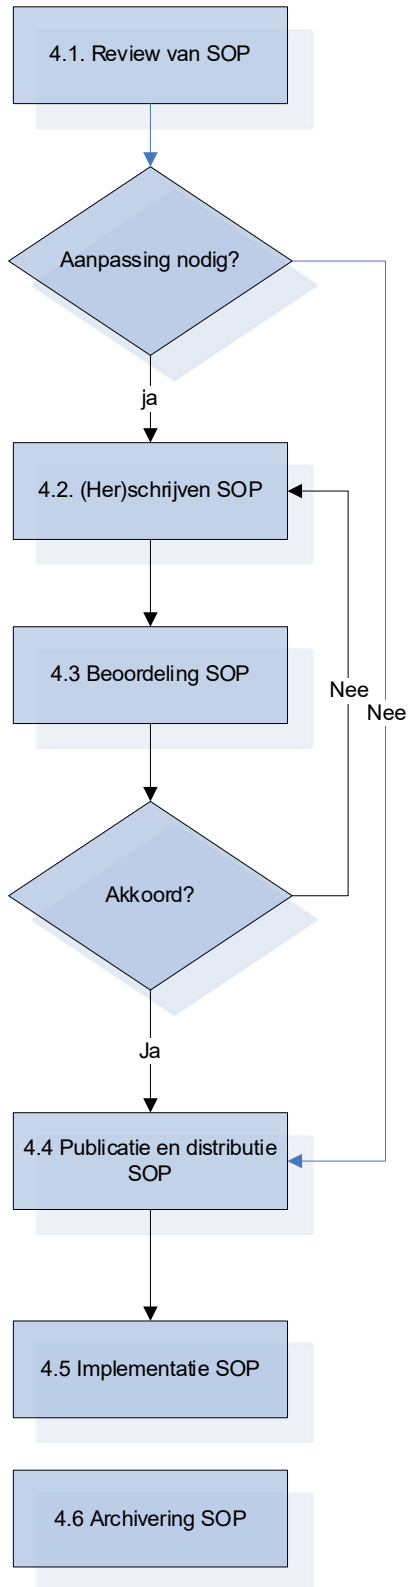 4.1. Review van SOP
Aanpassing nodig?
ja
4.2. (Her)schrijven SOP
4.3 Beoordeling SOP
Nee
Nee
Akkoord?
Ja
4.4 Publicatie en distributie
SOP
4.5 Implementatie SOP
4.6 Archivering SOP